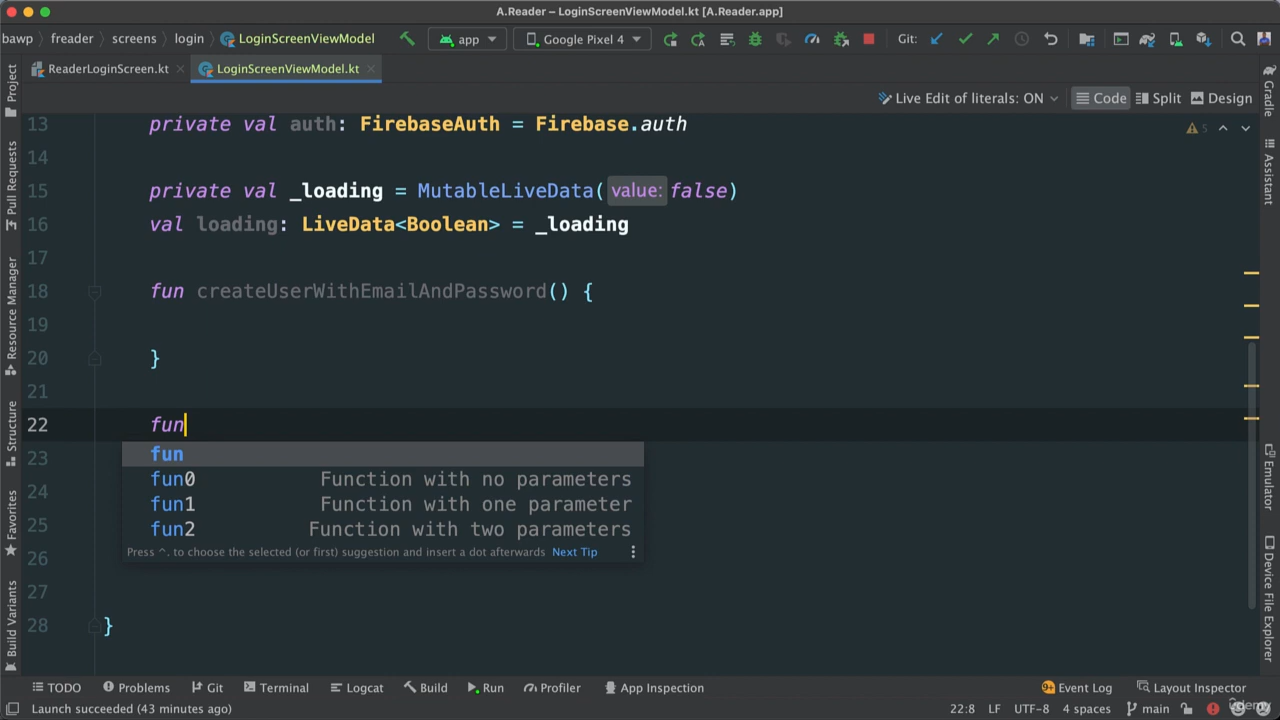 A.Reader – LoginScreenViewModel.kt [A.Reader.app]
bawp freader screens login LoginScreenViewModel app Google Pixel 4 Git:
ReaderLoginScreen.kt LoginScreenViewModel.kt
Live Edit of literals: ON Code Split Design
13 private val auth: FirebaseAuth = Firebase.auth 5
14
15 private val _loading = MutableLiveData( value: false)
16 val loading: LiveData<Boolean> = _loading
17
18 fun createUserWithEmailAndPassword() {
19
20 }
21
22 fun
23 fun
24 fun0 Function with no parameters
fun1 Function with one parameter
25 fun2 Function with two parameters
26 Press ^. to choose the selected (or first) suggestion and insert a dot afterwards Next Tip
27
28 }
Project
Pull Requests
Resource Manager
Structure
Favorites
Build Variants
Gradle
Assistant
Emulator
Device File Explorer
TODO Problems Git Terminal Logcat Build Run Profiler App Inspection Event Log Layout Inspector
Launch succeeded (43 minutes ago) 22:8 LF UTF-8 4 spaces main
udemy